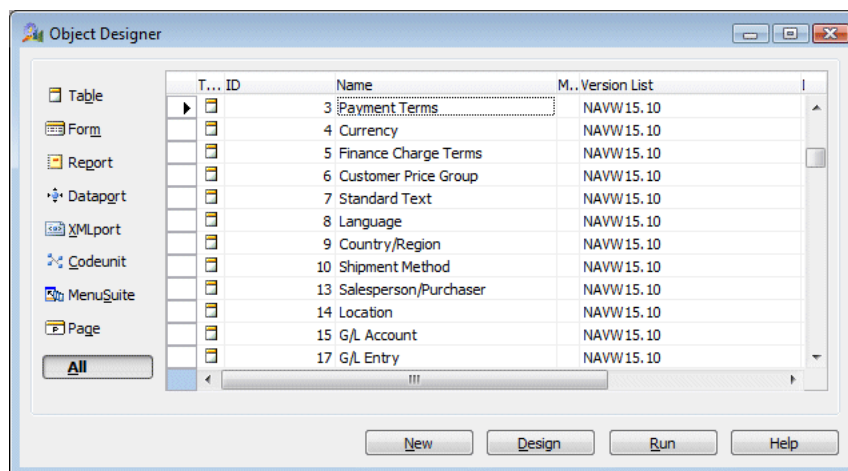 Object Designer
T... ID Name M.. Version List
Table
Form
Report
Dataport
XMLport
Codeunit
MenuSuite
Page
All
3 Payment Terms NAVW15.10
4 Currency NAVW15.10
5 Finance Charge Terms NAVW15.10
6 Customer Price Group NAVW15.10
7 Standard Text NAVW15.10
8 Language NAVW15.10
9 Country/Region NAVW15.10
10 Shipment Method NAVW15.10
13 Salesperson/Purchaser NAVW15.10
14 Location NAVW15.10
15 G/L Account NAVW15.10
17 G/L Entry NAVW15.10
New Design Run Help